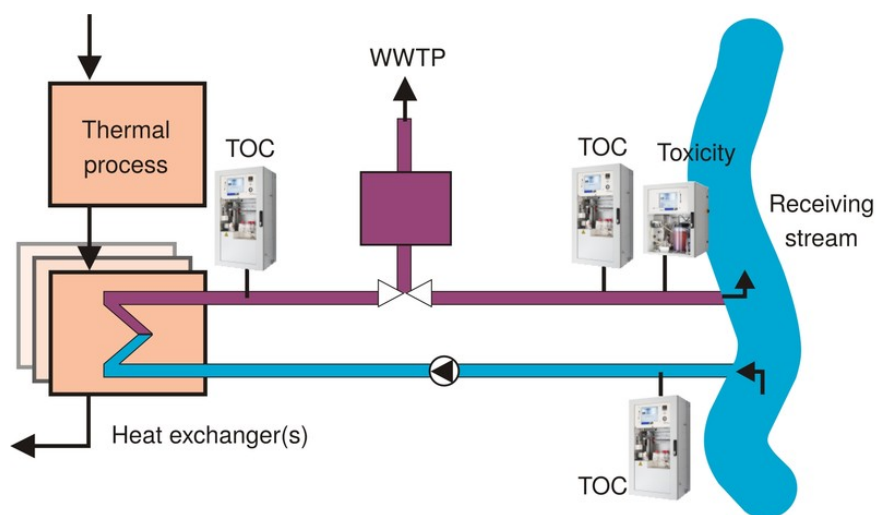 WWTP
Thermal
process
TOC
TOC
Toxicity
Receiving
stream
Heat exchanger(s)
TOC